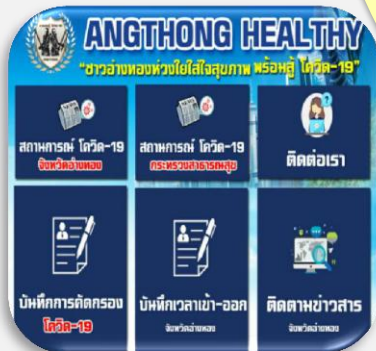 ANGTHONG HEALTHY
"ชาวอ่างทองห่วงใยใส่ใจสุขภาพ พร้อมสู้ โควิด-19"
สถานการณ์ โควิด-19
จังหวัดอ่างทอง
สถานการณ์ โควิด-19
กระทรวงสาธารณสุข
ติดต่อเรา
บันทึกการคัดกรอง
โควิด-19
บันทึกเวลาเข้า-ออก
จังหวัดอ่างทอง
ติดตามข่าวสาร
จังหวัดอ่างทอง